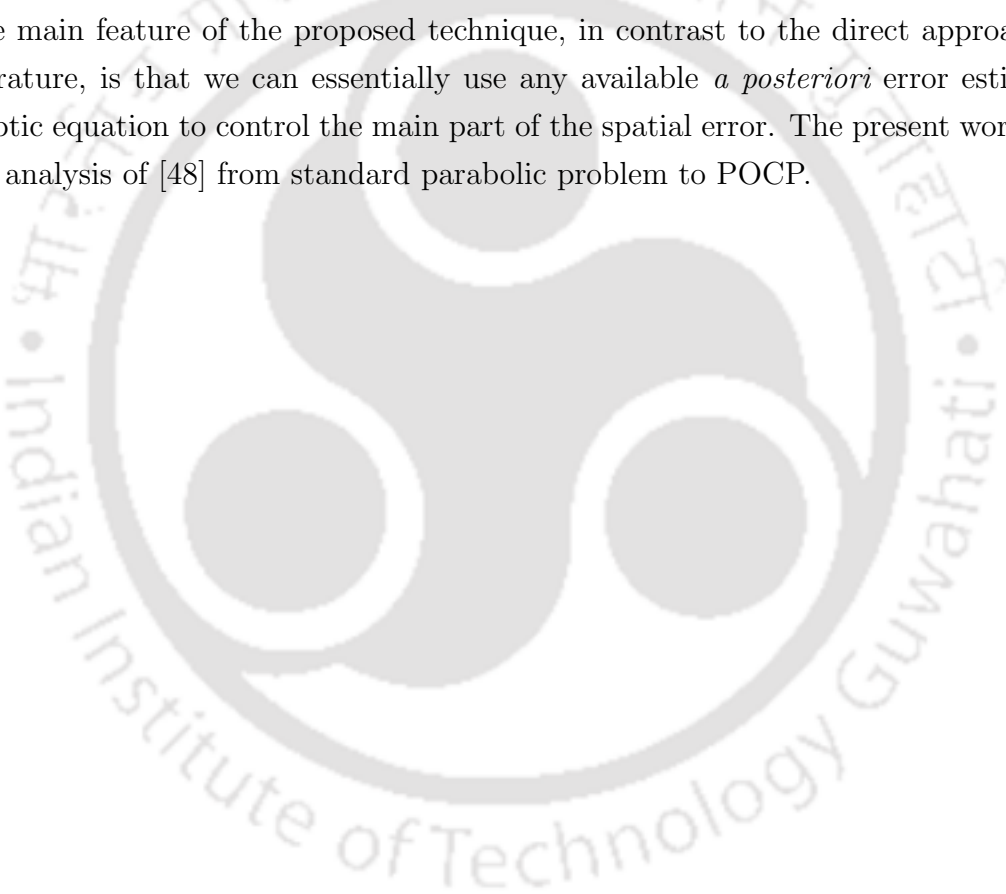 e main feature of the proposed technique, in contrast to the direct approa
rature, is that we can essentially use any available a posteriori error esti
ptic equation to control the main part of the spatial error. The present wor
analysis of [48] from standard parabolic problem to POCP.
Indian Institute of Technology Guwahati